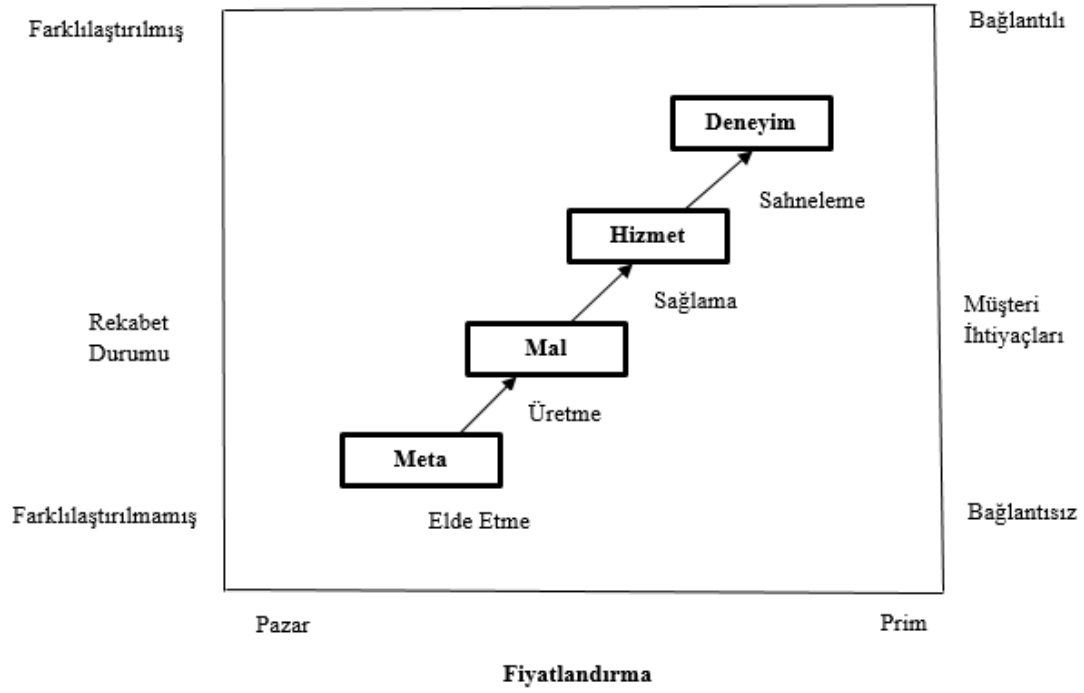 Farklılaştırılmış
Bağlantılı
Deneyim
Sahneleme
Hizmet
Sağlama
Rekabet
Durumu
Müşteri
İhtiyaçları
Mal
Üretme
Meta
Elde Etme
Farklılaştırılmamış
Bağlantısız
Pazar
Prim
Fiyatlandırma